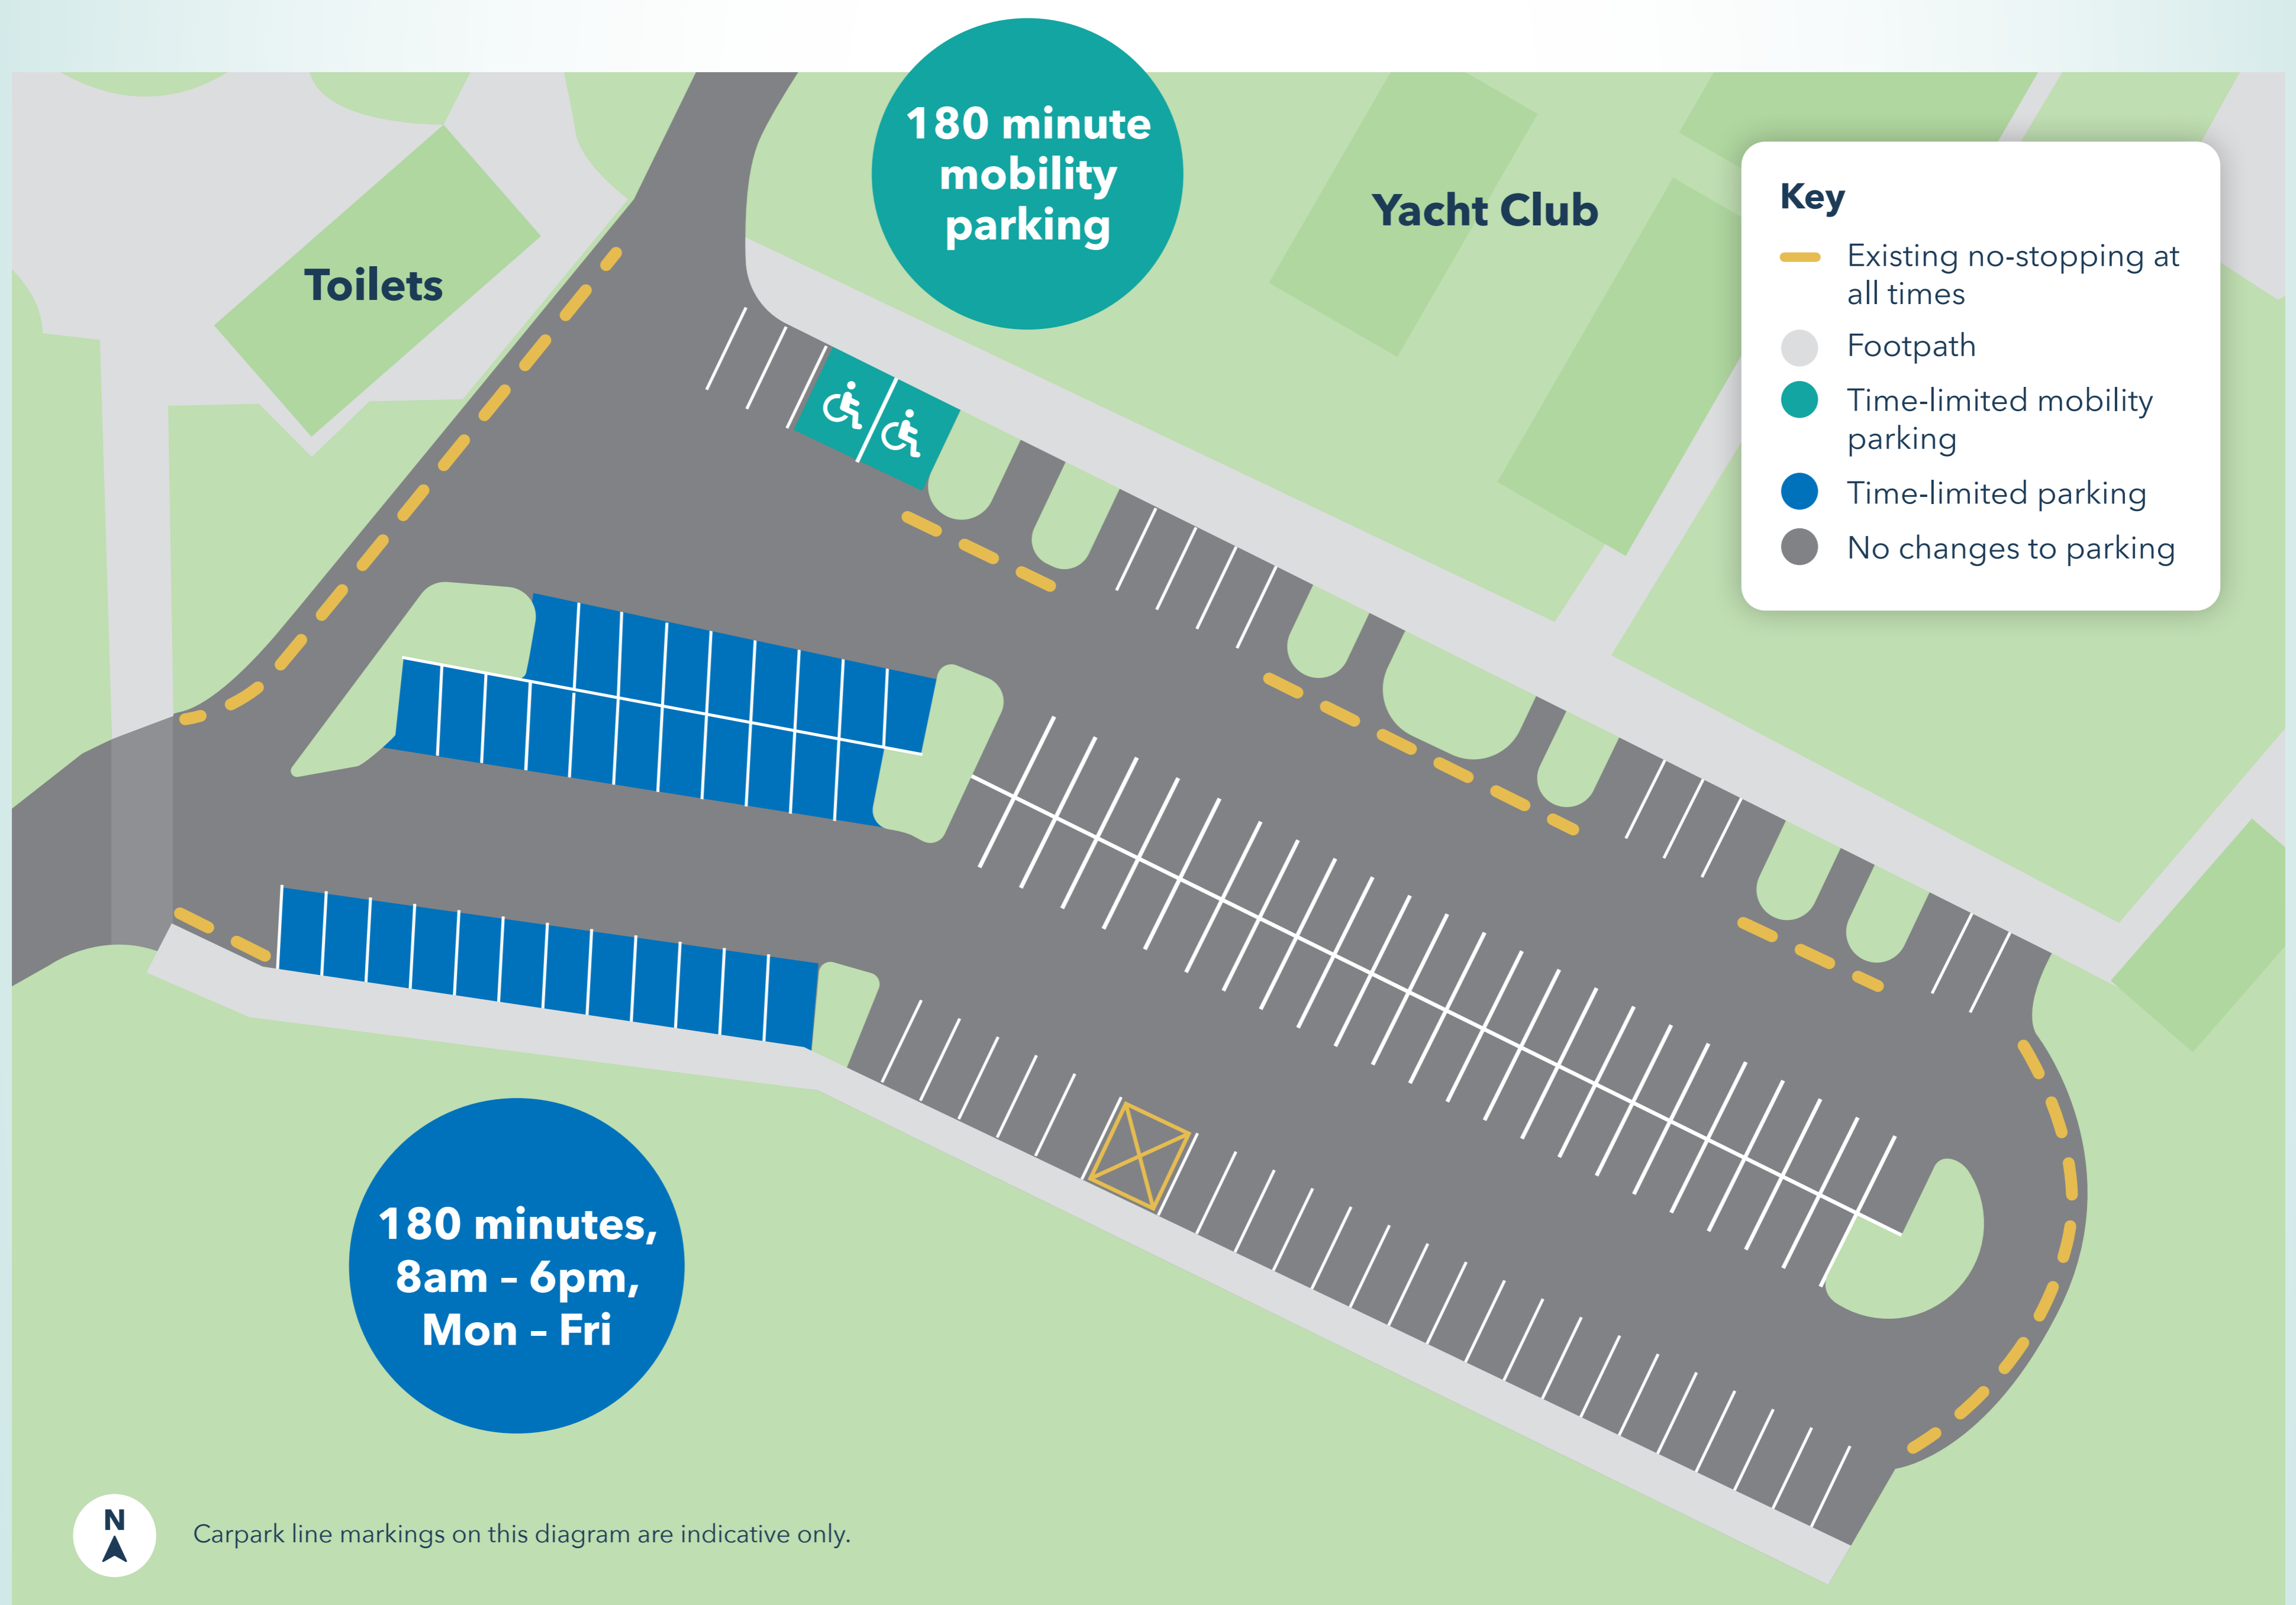 180 minute
mobility
parking
Yacht Club
Toilets
Key
Existing no-stopping at
all times
Footpath
Time-limited mobility
parking
Time-limited parking
No changes to parking
180 minutes,
8am – 6pm,
Mon – Fri
N
Carpark line markings on this diagram are indicative only.